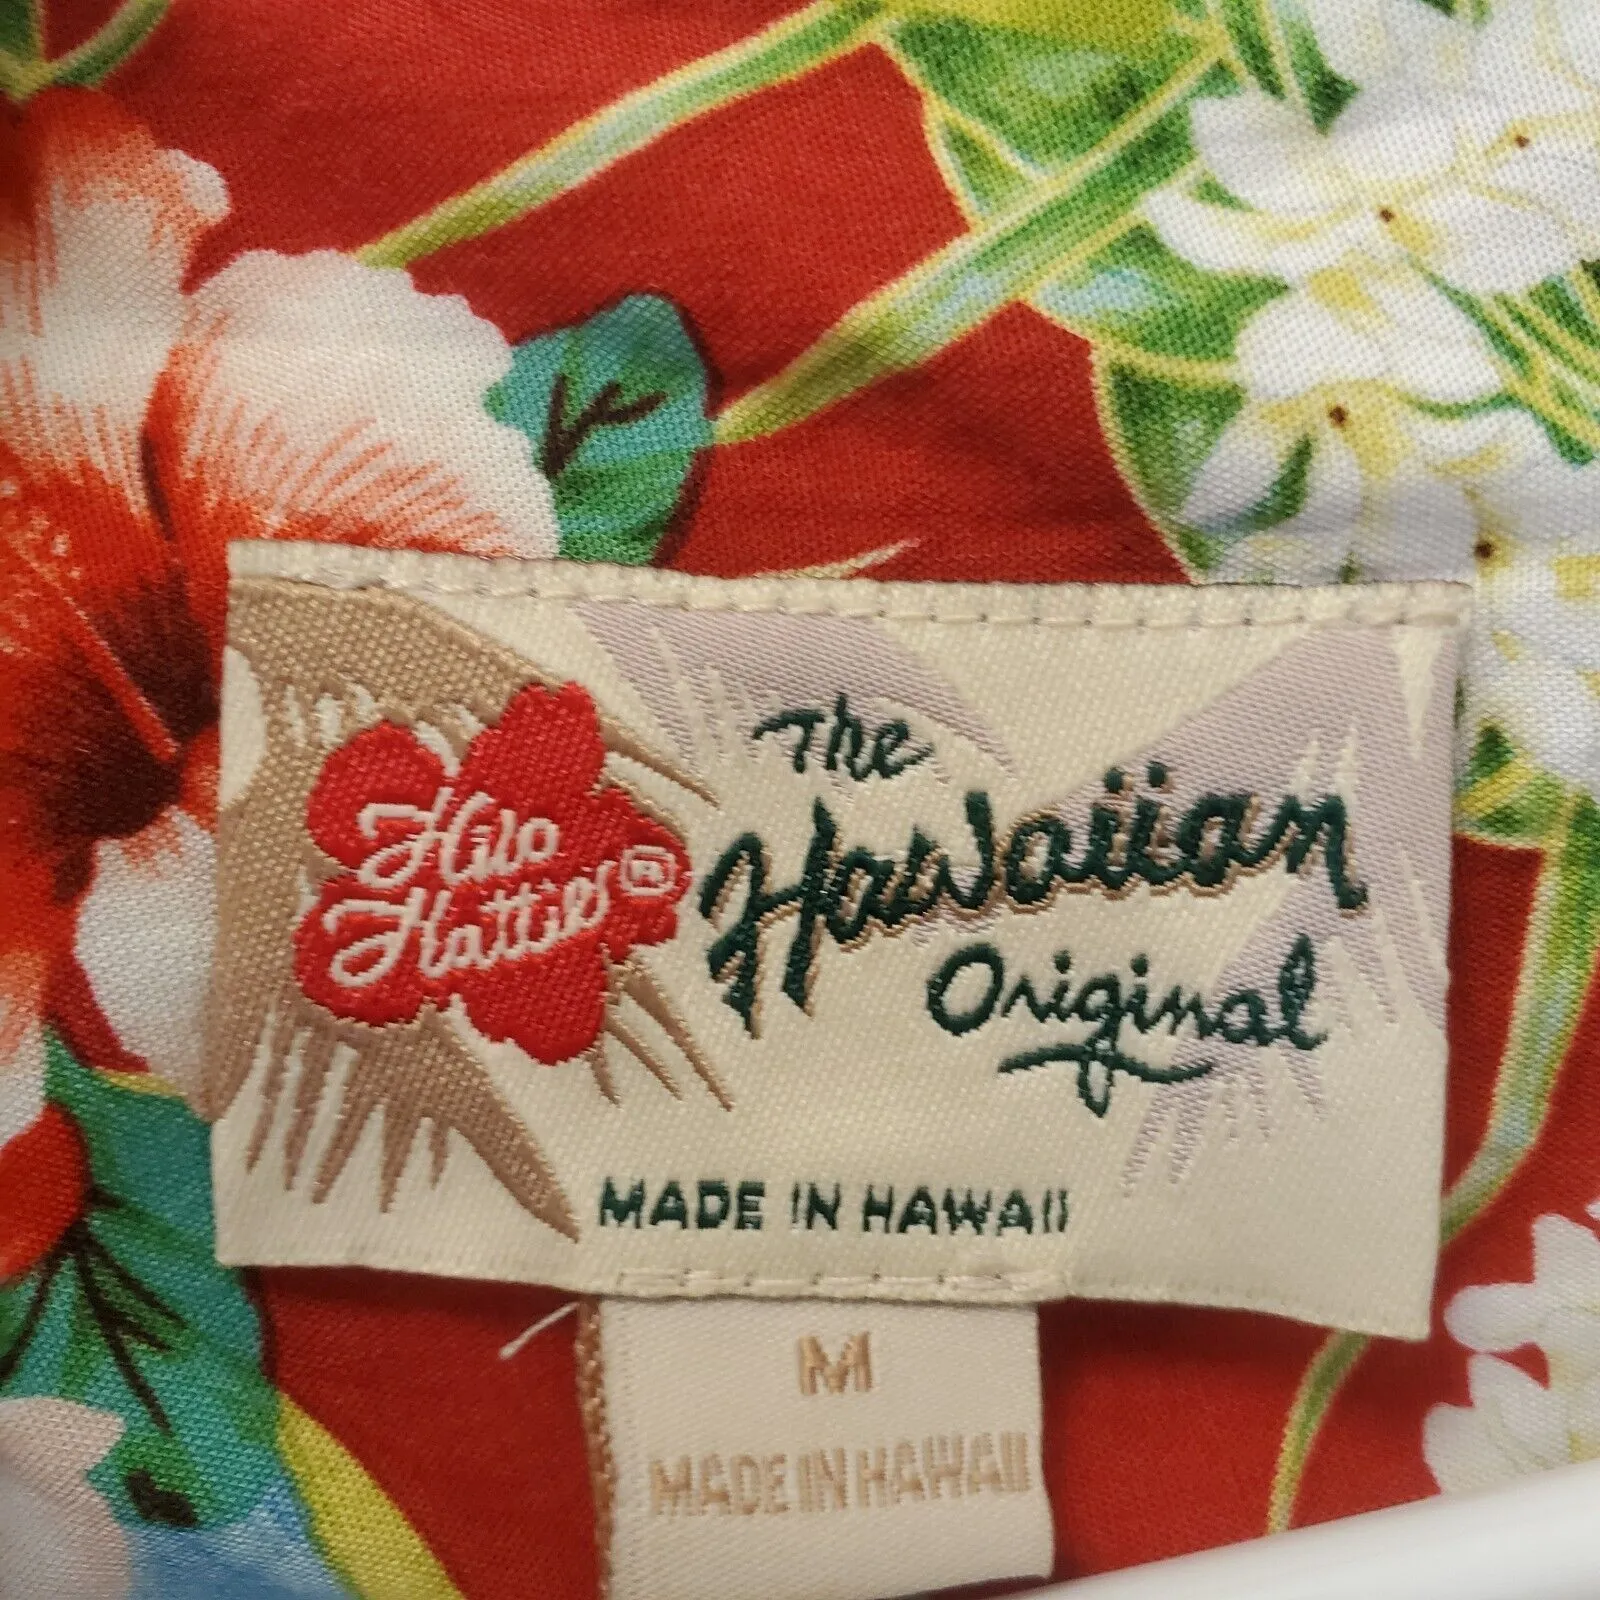 Hilo
Hattie®
The
Hawaiian
Original
MADE IN HAWAII
M
MADE IN HAWAII